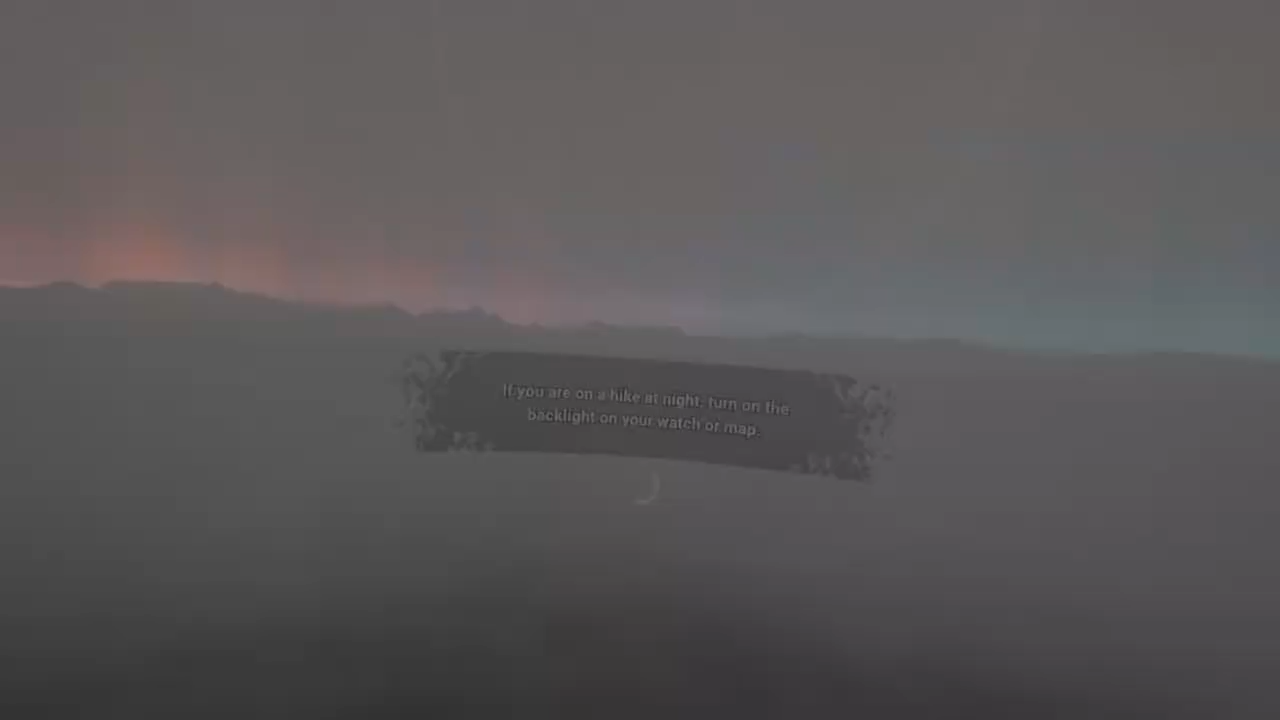 If you are on a hike at night, turn on the
backlight on your watch or map.